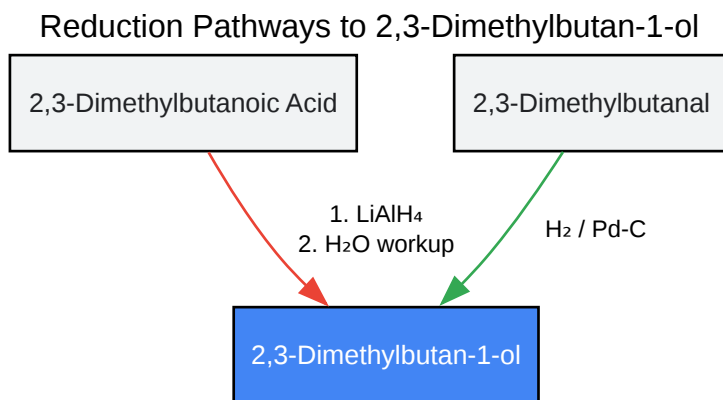 Reduction Pathways to 2,3-Dimethylbutan-1-ol
2,3-Dimethylbutanoic Acid
2,3-Dimethylbutanal
1. LiAlH₄
2. H₂O workup
H₂ / Pd-C
2,3-Dimethylbutan-1-ol